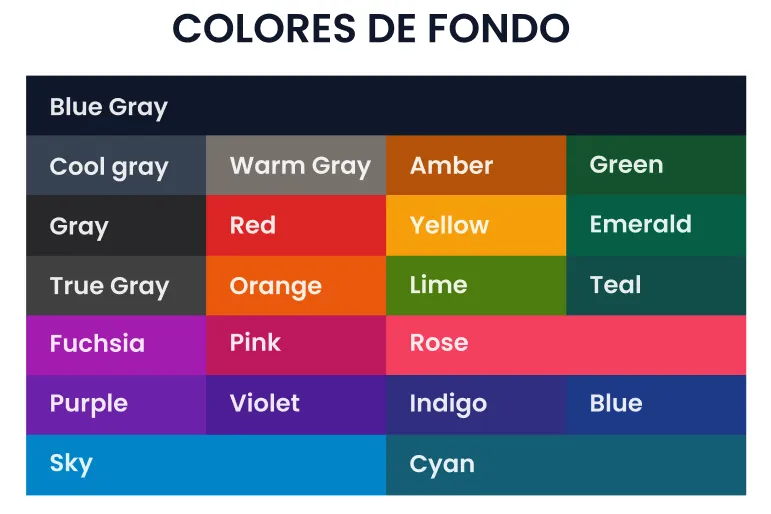 COLORES DE FONDO
Blue Gray
Cool gray
Warm Gray
Amber
Green
Gray
Red
Yellow
Emerald
True Gray
Orange
Lime
Teal
Fuchsia
Pink
Rose
Purple
Violet
Indigo
Blue
Sky
Cyan